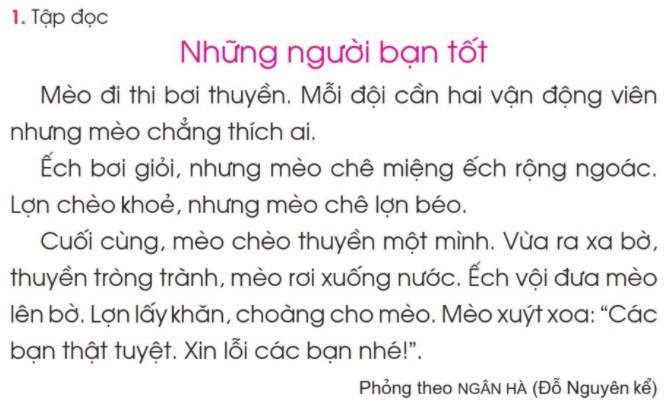 1. Tập đọc
Những người bạn tốt
Mèo đi thi bơi thuyền. Mỗi đội cần hai vận động viên
nhưng mèo chẳng thích ai.
Ếch bơi giỏi, nhưng mèo chê miệng ếch rộng ngoác.
Lợn chèo khoẻ, nhưng mèo chê lợn béo.
Cuối cùng, mèo chèo thuyền một mình. Vừa ra xa bờ,
thuyền tròng trành, mèo rơi xuống nước. Ếch vội đưa mèo
lên bờ. Lợn lấy khăn, choàng cho mèo. Mèo xuýt xoa: “Các
bạn thật tuyệt. Xin lỗi các bạn nhé!”.
Phỏng theo NGÂN HÀ (Đỗ Nguyên kể)